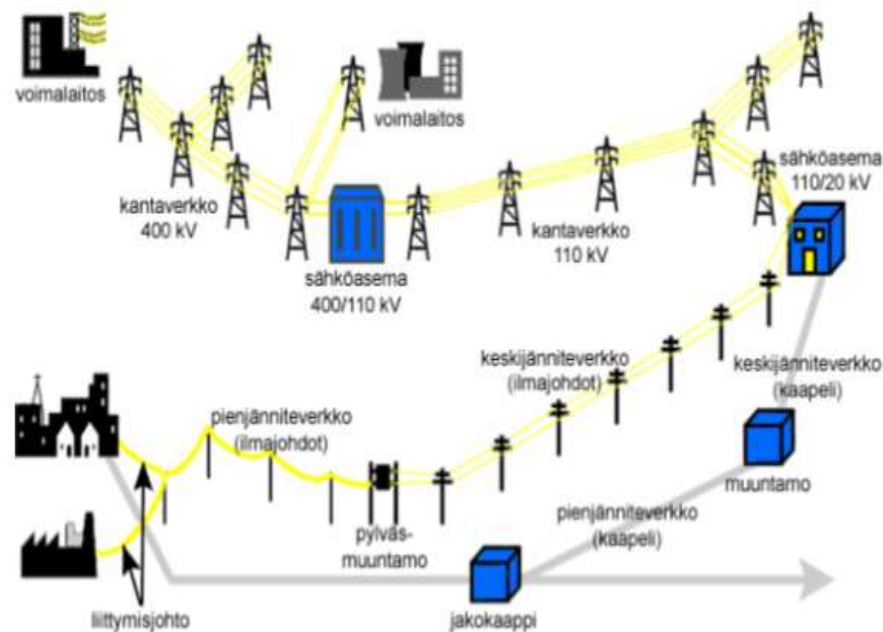 voimalaitos
voimalaitos
sähköasema
110/20 kV
kantaverkko
400 kV
kantaverkko
110 kV
sähköasema
400/110 kV
keskijänniteverkko
(ilmajohdot)
keskijänniteverkko
(kaapeli)
pienjänniteverkko
(ilmajohdot)
muuntamo
pylväs-
muuntamo
pienjänniteverkko
(kaapeli)
liittymisjohto
jakokaappi